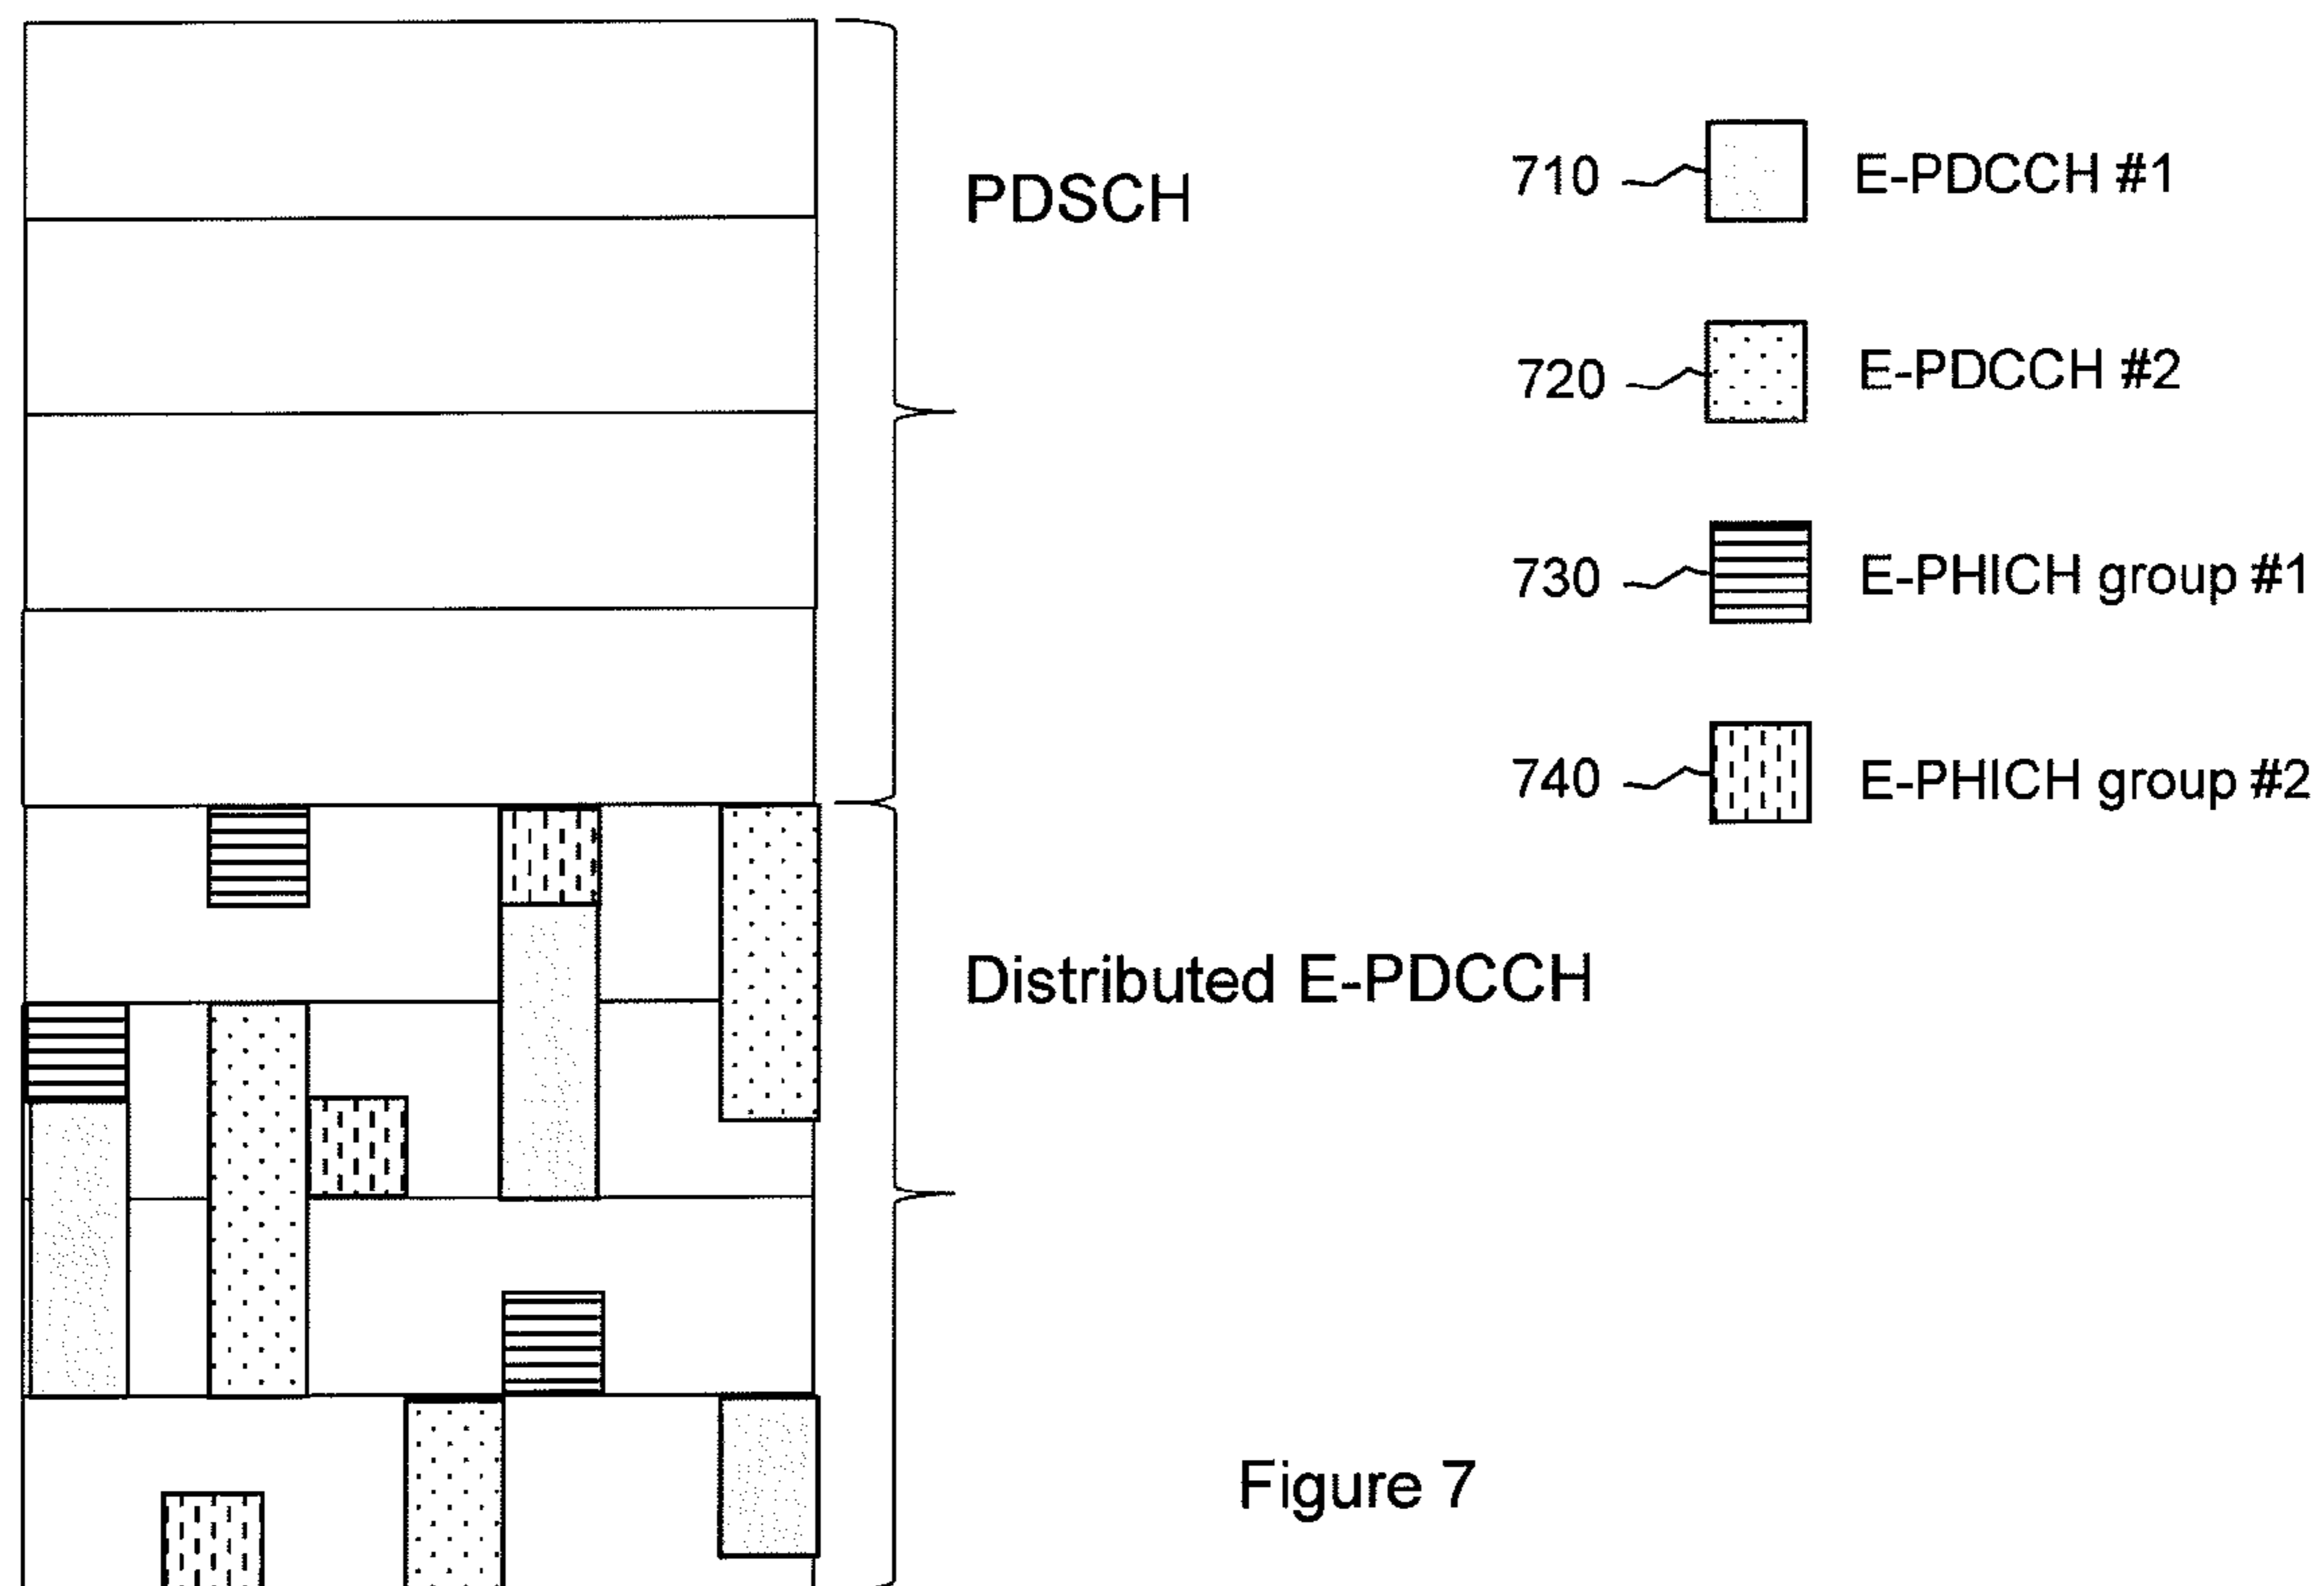 PDSCH
710 E-PDCCH #1
720 E-PDCCH #2
730 E-PHICH group #1
740 E-PHICH group #2
Distributed E-PDCCH
Figure 7